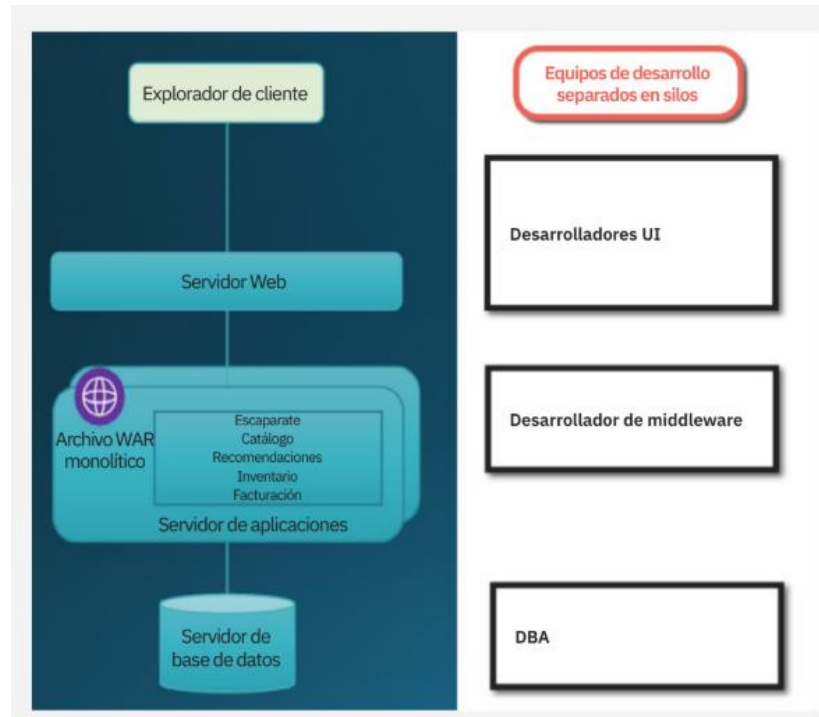 Explorador de cliente
Equipos de desarrollo
separados en silos
Desarrolladores UI
Servidor Web
Archivo WAR
monolítico
Escaparate
Catálogo
Recomendaciones
Inventario
Facturación
Servidor de aplicaciones
Desarrollador de middleware
Servidor de
base de datos
DBA